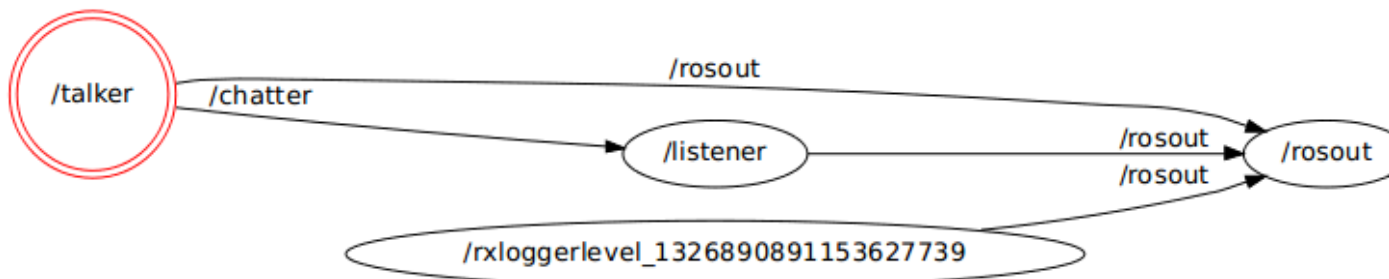 /rosout
/talker
/chatter
/rosout
/listener
/rosout
/rosout
/rxloggerlevel_1326890891153627739